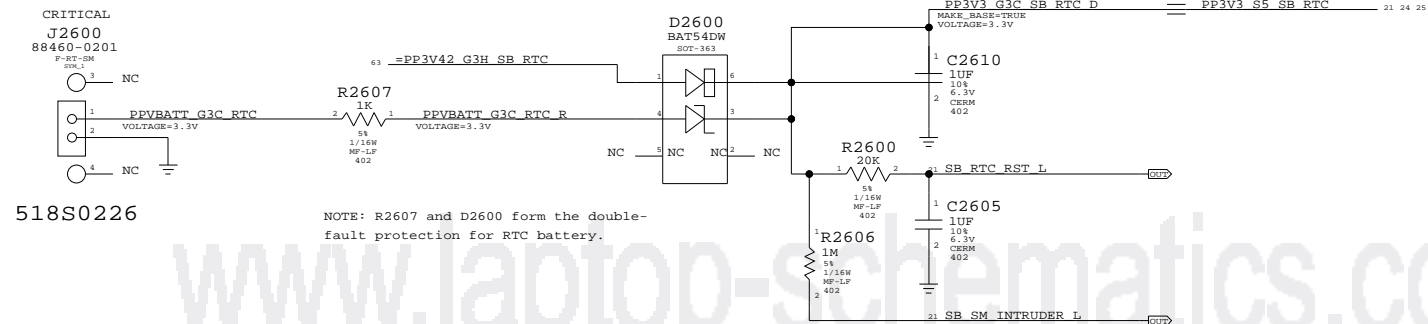 PP3V3_G3C_SB_RTC_D
PP3V3_S5_SB_RTC
21 24 25
MAKE_BASE=TRUE
VOLTAGE=3.3V
CRITICAL
J2600
88460-0201
F-RT-SM
SYM_1
3
NC
1
PPVBATT_G3C_RTC
VOLTAGE=3.3V
2
4
NC
518S0226
R2607
1K
2
1
5%
1/16W
MF-LF
402
63
=PP3V42_G3H_SB_RTC
PPVBATT_G3C_RTC_R
VOLTAGE=3.3V
D2600
BAT54DW
SOT-363
1
6
4
3
NC
5
NC
NC
2
NC
1
C2610
1UF
10%
6.3V
CERM
402
2
R2600
20K
1
2
5%
1/16W
MF-LF
402
21
SB_RTC_RST_L
OUT
1
C2605
1UF
10%
6.3V
CERM
402
2
1
R2606
1M
5%
1/16W
MF-LF
402
2
21
SB_SM_INTRUDER_L
OUT
NOTE: R2607 and D2600 form the double-
fault protection for RTC battery.
www.laptop-schematics.co